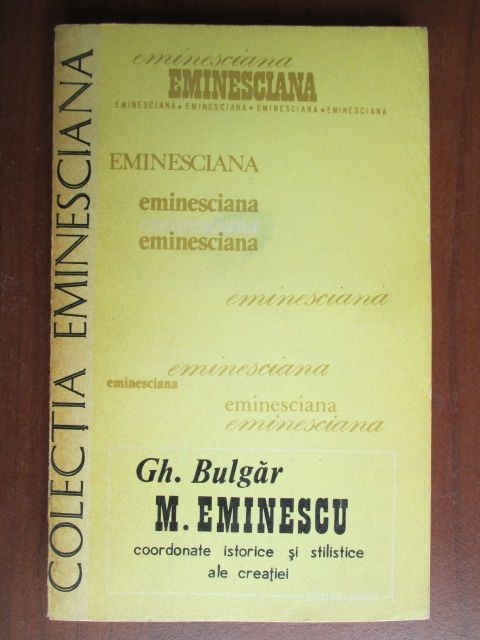 COLECȚIA EMINESCIANA
eminesciana
EMINESCIANA
EMINESCIANA • EMINESCIANA • EMINESCIANA • EMINESCIANA
EMINESCIANA
eminesciana
eminesciana
eminesciana
eminesciana
eminesciana
eminesciana
eminesciana
Gh. Bulgăr
M. EMINESCU
coordonate istorice și stilistice
ale creației